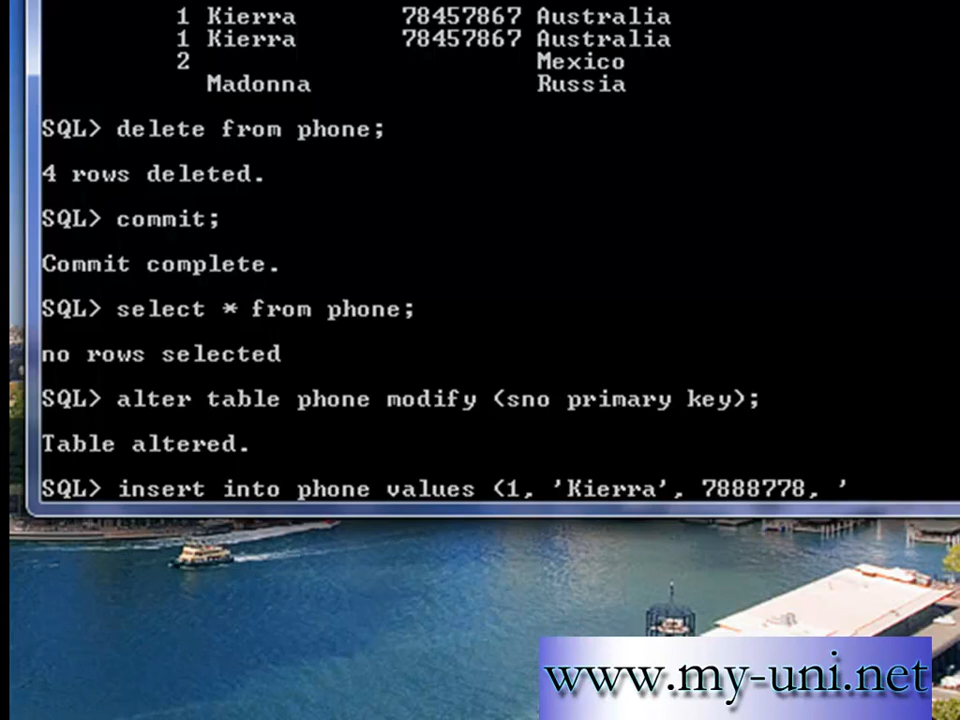 1 Kierra 78457867 Australia
1 Kierra 78457867 Australia
2 Mexico
Madonna Russia
SQL> delete from phone;
4 rows deleted.
SQL> commit;
Commit complete.
SQL> select * from phone;
no rows selected
SQL> alter table phone modify (sno primary key);
Table altered.
SQL> insert into phone values (1, 'Kierra', 7888778, '
www.my-uni.net